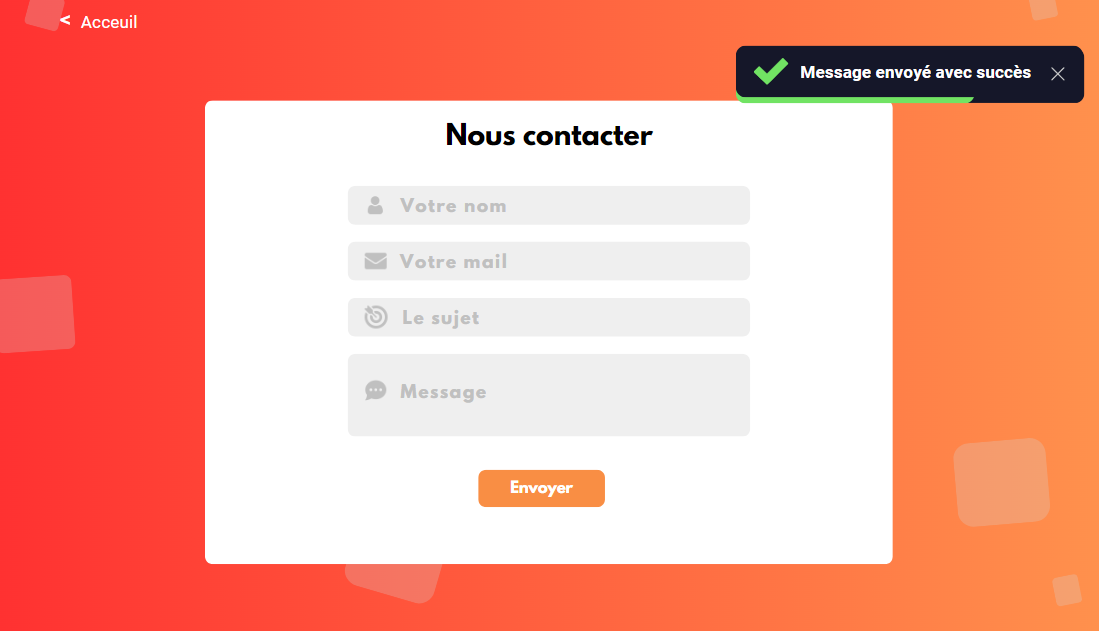 < Acceuil
Message envoyé avec succès
Nous contacter
Votre nom
Votre mail
Le sujet
Message
Envoyer